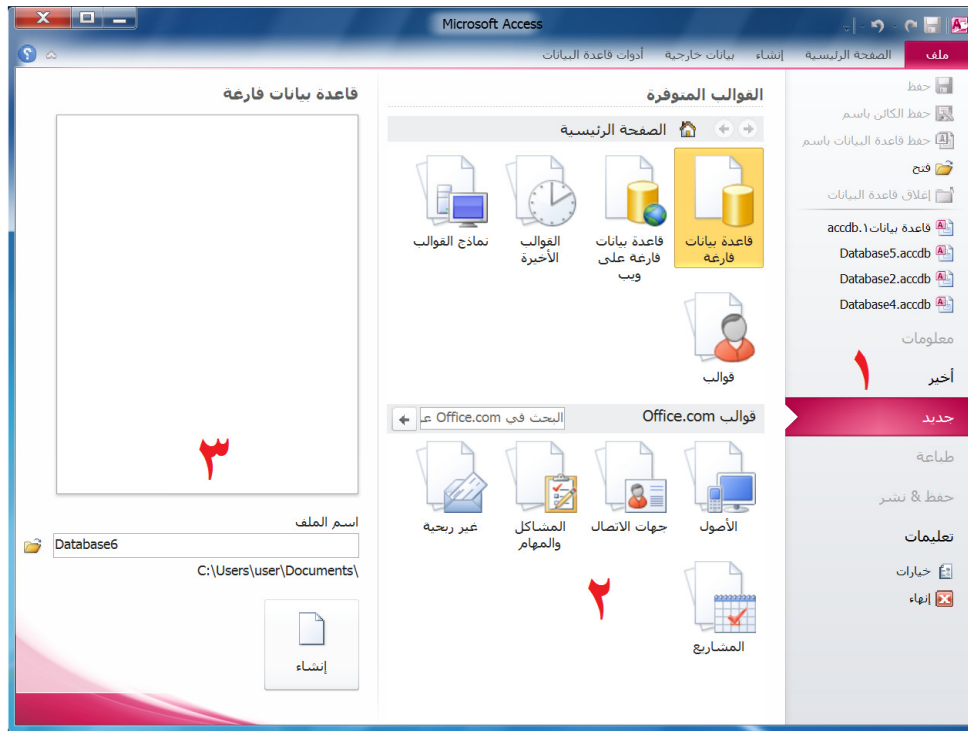 Microsoft Access
ملف
الصفحة الرئيسية
إنشاء
بيانات خارجية
أدوات قاعدة البيانات
حفظ
حفظ الكائن باسم
حفظ قاعدة البيانات باسم
فتح
إغلاق قاعدة البيانات
قاعدة بيانات١.accdb
Database5.accdb
Database2.accdb
Database4.accdb
معلومات
أخير
١
جديد
طباعة
حفظ & نشر
تعليمات
خيارات
إنهاء
القوالب المتوفرة
الصفحة الرئيسية
قاعدة بيانات
فارغة
قاعدة بيانات
فارغة على
ويب
القوالب
الأخيرة
نماذج القوالب
قوالب
قوالب Office.com
البحث في Office.com عـ
الأصول
جهات الاتصال
المشاكل
والمهام
غير ربحية
المشاريع
٢
قاعدة بيانات فارغة
٣
اسم الملف
Database6
C:\Users\user\Documents\
إنشاء